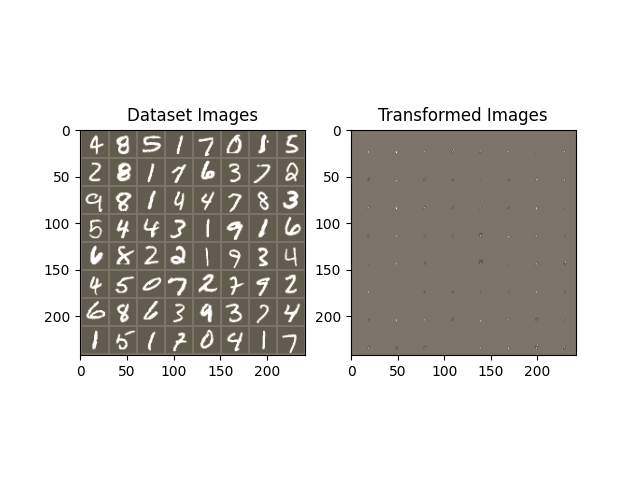 Dataset Images
Transformed Images
0
50
100
150
200
0 50 100 150 200
4 8 5 1 7 0 1 5
2 8 1 7 6 3 7 2
9 8 1 4 4 7 8 3
5 4 4 3 1 9 1 6
6 8 2 2 1 9 3 4
4 5 0 7 2 7 9 2
6 8 6 3 9 3 7 4
1 5 1 7 0 4 1 7
0
50
100
150
200
0 50 100 150 200